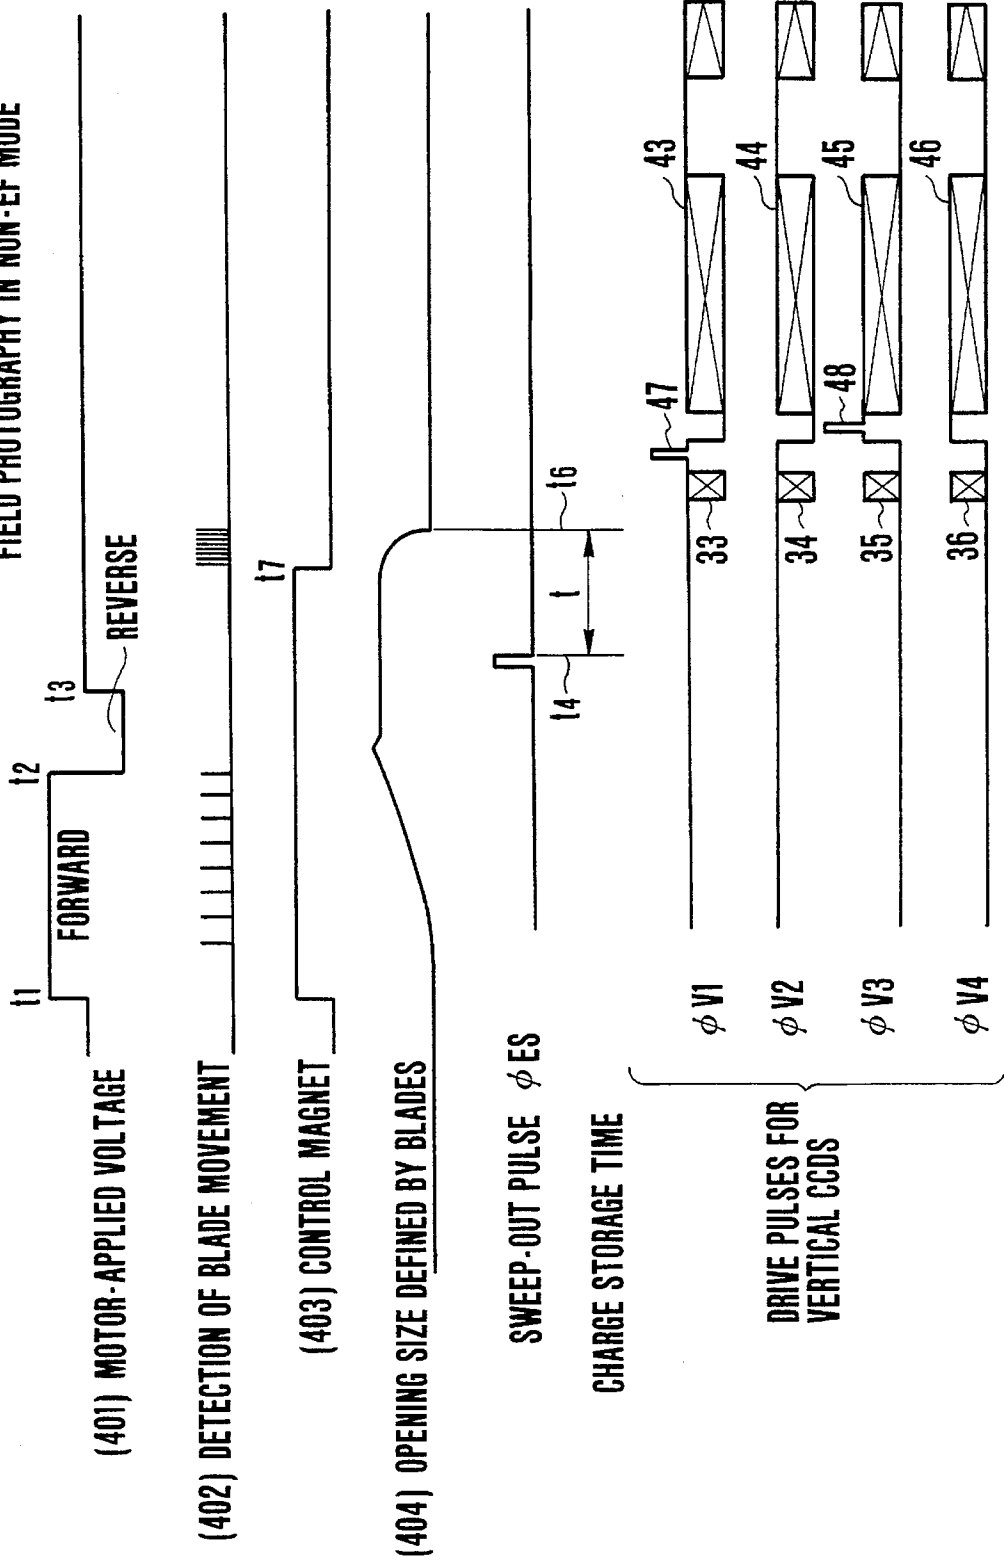 FIELD PHOTOGRAPHY IN NON-EF MODE
t1
t2
t3
FORWARD
REVERSE
(401) MOTOR-APPLIED VOLTAGE
(402) DETECTION OF BLADE MOVEMENT
t7
(403) CONTROL MAGNET
(404) OPENING SIZE DEFINED BY BLADES
SWEEP-OUT PULSE ϕES
t4
t
t6
CHARGE STORAGE TIME
DRIVE PULSES FOR
VERTICAL CCDS
ϕV1
33
47
43
ϕV2
34
44
ϕV3
35
48
45
ϕV4
36
46